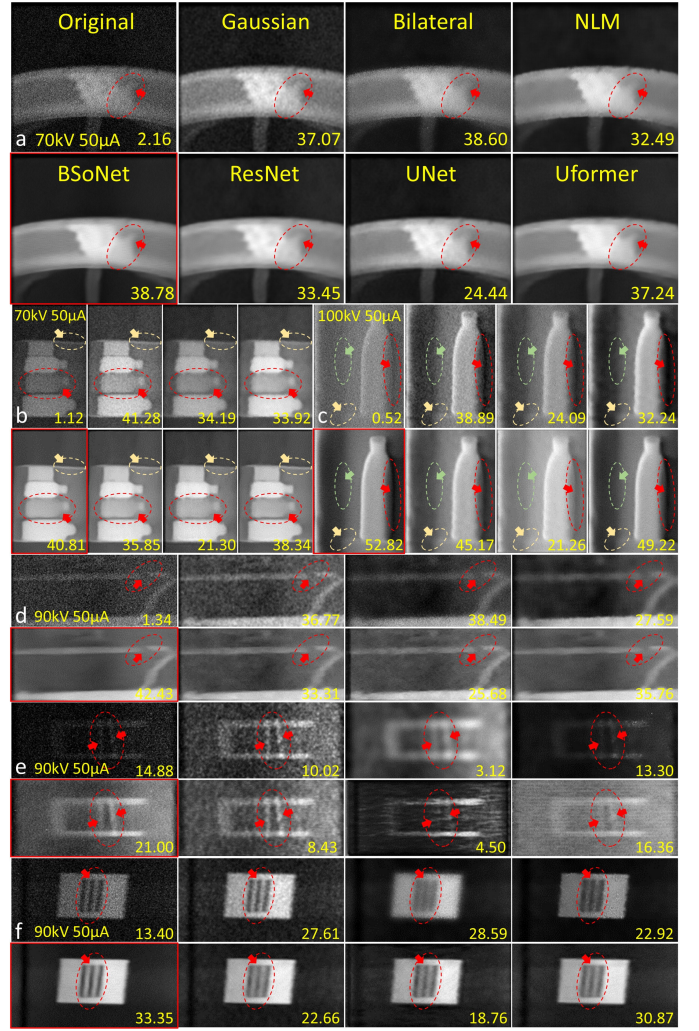 Original Gaussian Bilateral NLM
a 70kV 50μA 2.16 37.07 38.60 32.49
BSoNet ResNet UNet Uformer
38.78 33.45 24.44 37.24
70kV 50μA 100kV 50μA
b 1.12 41.28 34.19 33.92 c 0.52 38.89 24.09 32.24
40.81 35.85 21.30 38.34 52.82 45.17 21.26 49.22
d 90kV 50μA 1.34 26.77 38.49 27.59
42.43 23.31 25.68 35.76
e 90kV 50μA 14.88 10.02 3.12 13.30
21.00 8.43 4.50 16.36
f 90kV 50μA 13.40 27.61 28.59 22.92
33.35 22.66 18.76 30.87